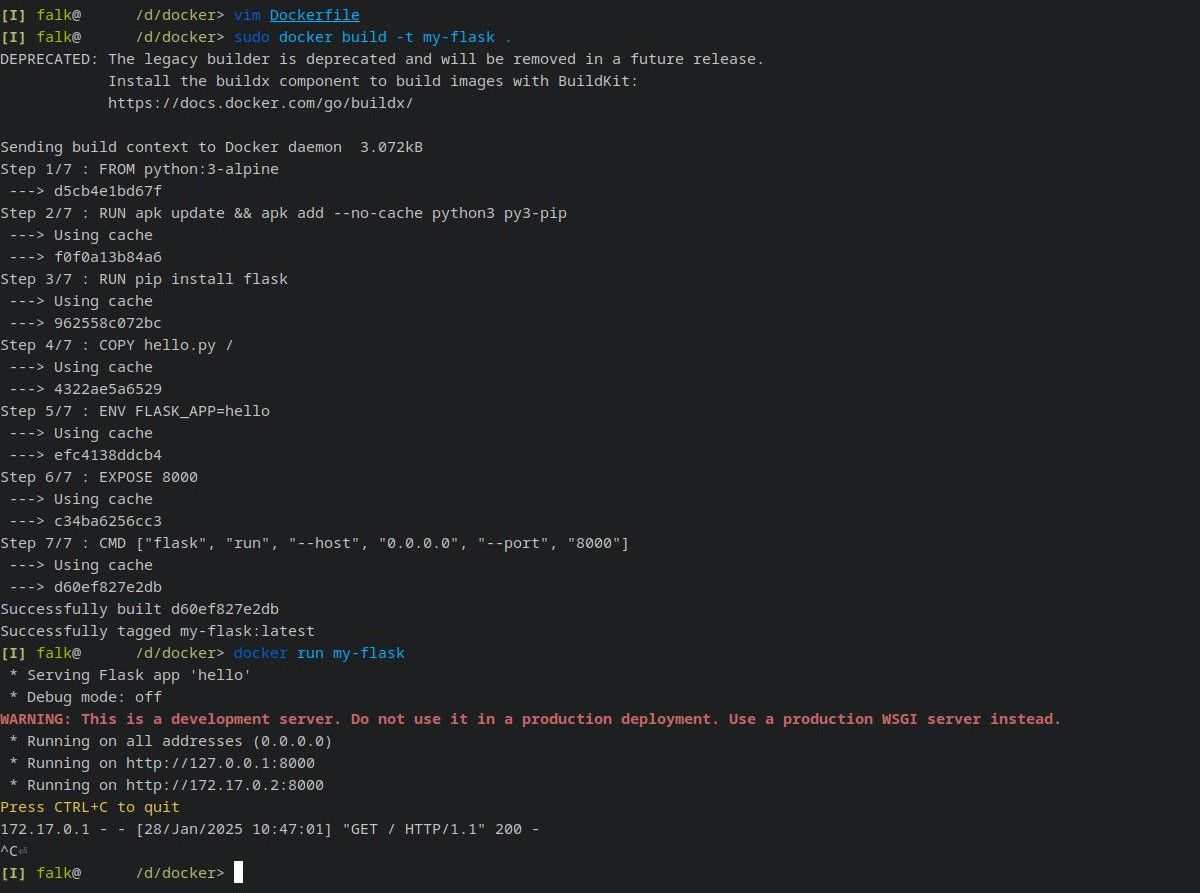 [I] falk@ /d/docker> vim Dockerfile
[I] falk@ /d/docker> sudo docker build -t my-flask .
DEPRECATED: The legacy builder is deprecated and will be removed in a future release.
Install the buildx component to build images with BuildKit:
https://docs.docker.com/go/buildx/
Sending build context to Docker daemon  3.072kB
Step 1/7 : FROM python:3-alpine
---> d5cb4e1bd67f
Step 2/7 : RUN apk update && apk add --no-cache python3 py3-pip
---> Using cache
---> f0f0a13b84a6
Step 3/7 : RUN pip install flask
---> Using cache
---> 962558c072bc
Step 4/7 : COPY hello.py /
---> Using cache
---> 4322ae5a6529
Step 5/7 : ENV FLASK_APP=hello
---> Using cache
---> efc4138ddcb4
Step 6/7 : EXPOSE 8000
---> Using cache
---> c34ba6256cc3
Step 7/7 : CMD ["flask", "run", "--host", "0.0.0.0", "--port", "8000"]
---> Using cache
---> d60ef827e2db
Successfully built d60ef827e2db
Successfully tagged my-flask:latest
[I] falk@ /d/docker> docker run my-flask
* Serving Flask app 'hello'
* Debug mode: off
WARNING: This is a development server. Do not use it in a production deployment. Use a production WSGI server instead.
* Running on all addresses (0.0.0.0)
* Running on http://127.0.0.1:8000
* Running on http://172.17.0.2:8000
Press CTRL+C to quit
172.17.0.1 - - [28/Jan/2025 10:47:01] "GET / HTTP/1.1" 200 -
^C⏎
[I] falk@ /d/docker>